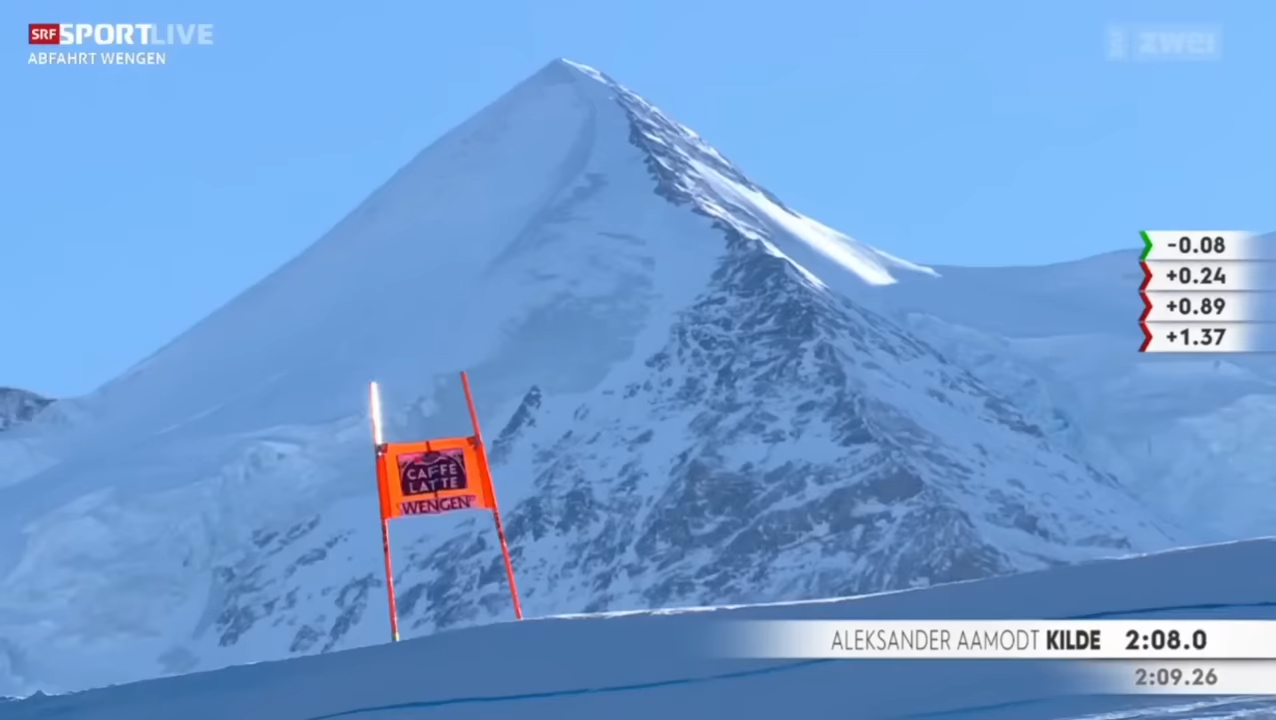 SRF SPORTLIVE
ABFAHRT WENGEN
zwei
-0.08
+0.24
+0.89
+1.37
CAFFÈ
LATTE
WENGEN
ALEKSANDER AAMODT KILDE 2:08.0
2:09.26